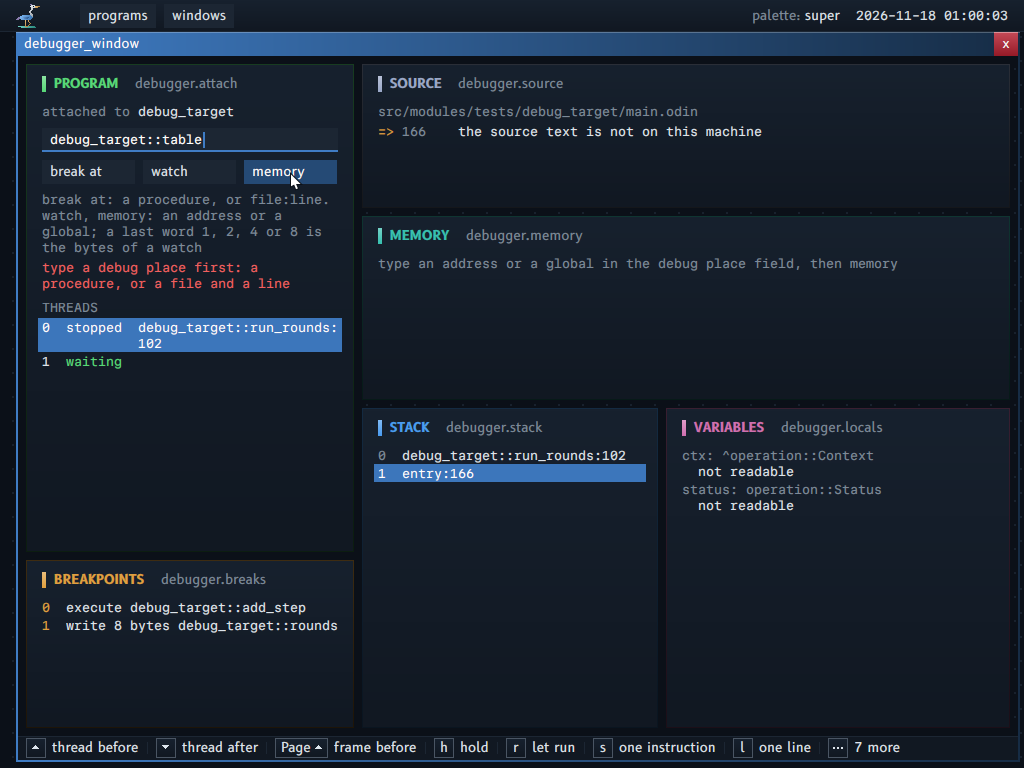 programs windows palette: super 2026-11-18 01:00:03
debugger_window x
PROGRAM debugger.attach
attached to debug_target
debug_target::table
break at watch memory
break at: a procedure, or file:line.
watch, memory: an address or a
global; a last word 1, 2, 4 or 8 is
the bytes of a watch
type a debug place first: a
procedure, or a file and a line
THREADS
0 stopped debug_target::run_rounds:
102
1 waiting
BREAKPOINTS debugger.breaks
0 execute debug_target::add_step
1 write 8 bytes debug_target::rounds
SOURCE debugger.source
src/modules/tests/debug_target/main.odin
=> 166 the source text is not on this machine
MEMORY debugger.memory
type an address or a global in the debug place field, then memory
STACK debugger.stack
0 debug_target::run_rounds:102
1 entry:166
VARIABLES debugger.locals
ctx: ^operation::Context
not readable
status: operation::Status
not readable
thread before thread after Page frame before h hold r let run s one instruction l one line ··· 7 more